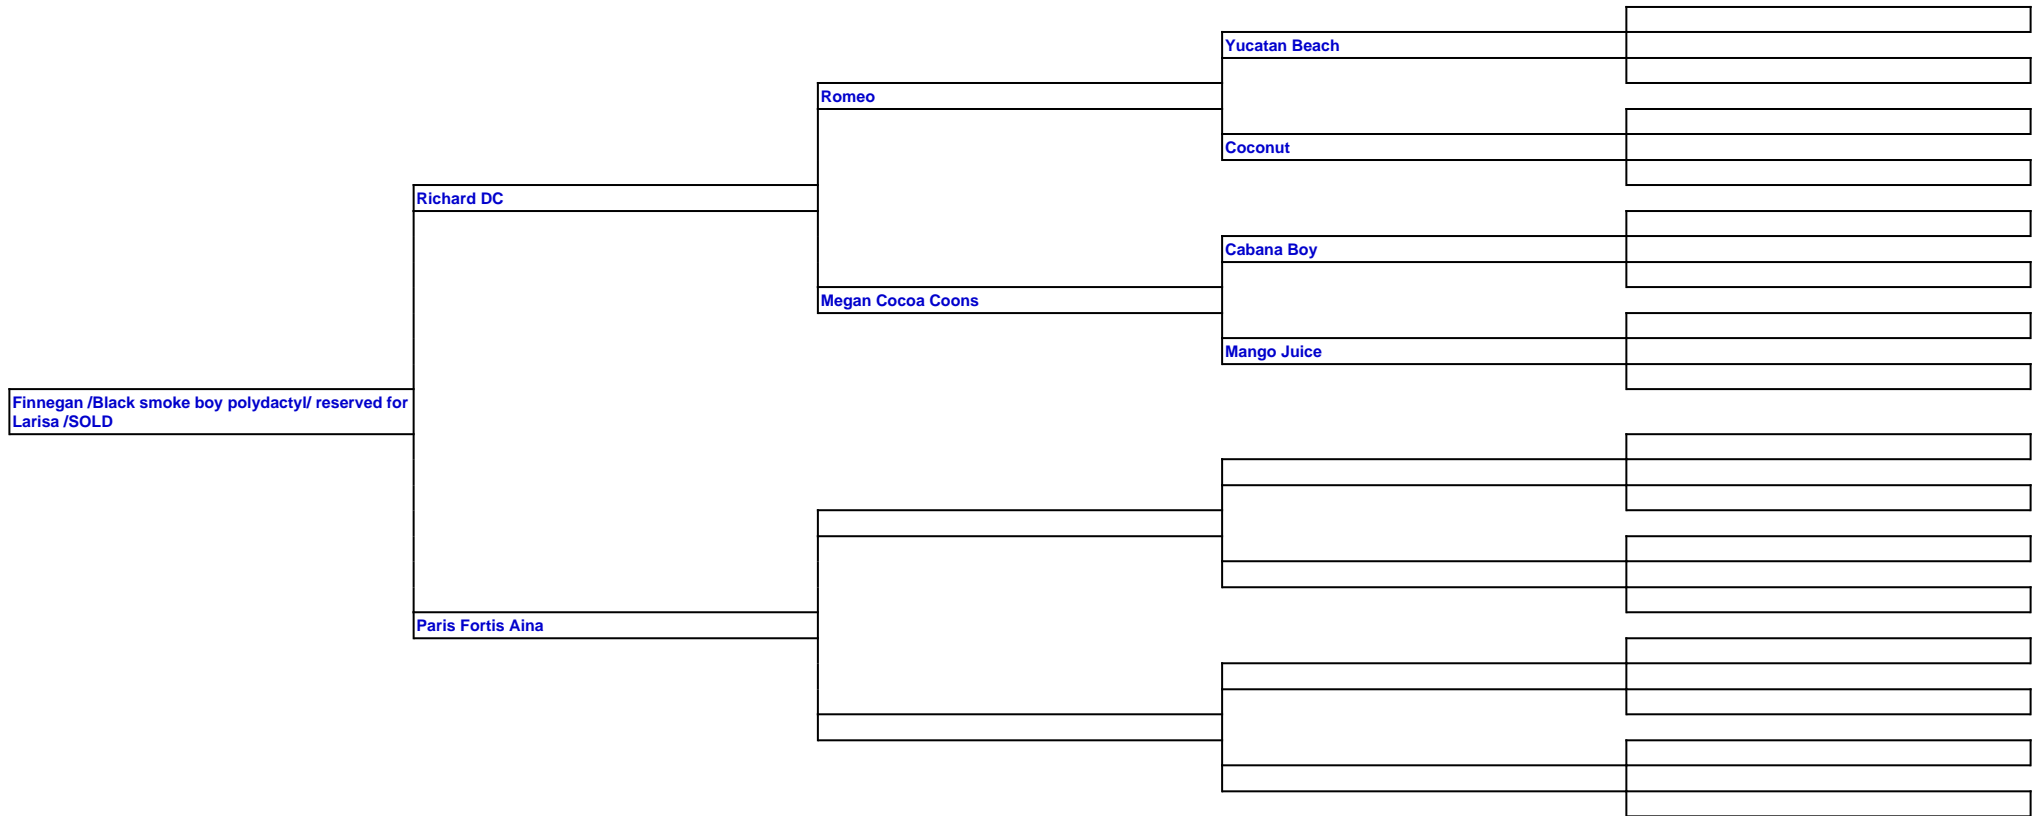 Yucatan Beach
Romeo
Coconut
Richard DC
Cabana Boy
Megan Cocoa Coons
Mango Juice
Finnegan /Black smoke boy polydactyl/ reserved for
Larisa /SOLD
Paris Fortis Aina